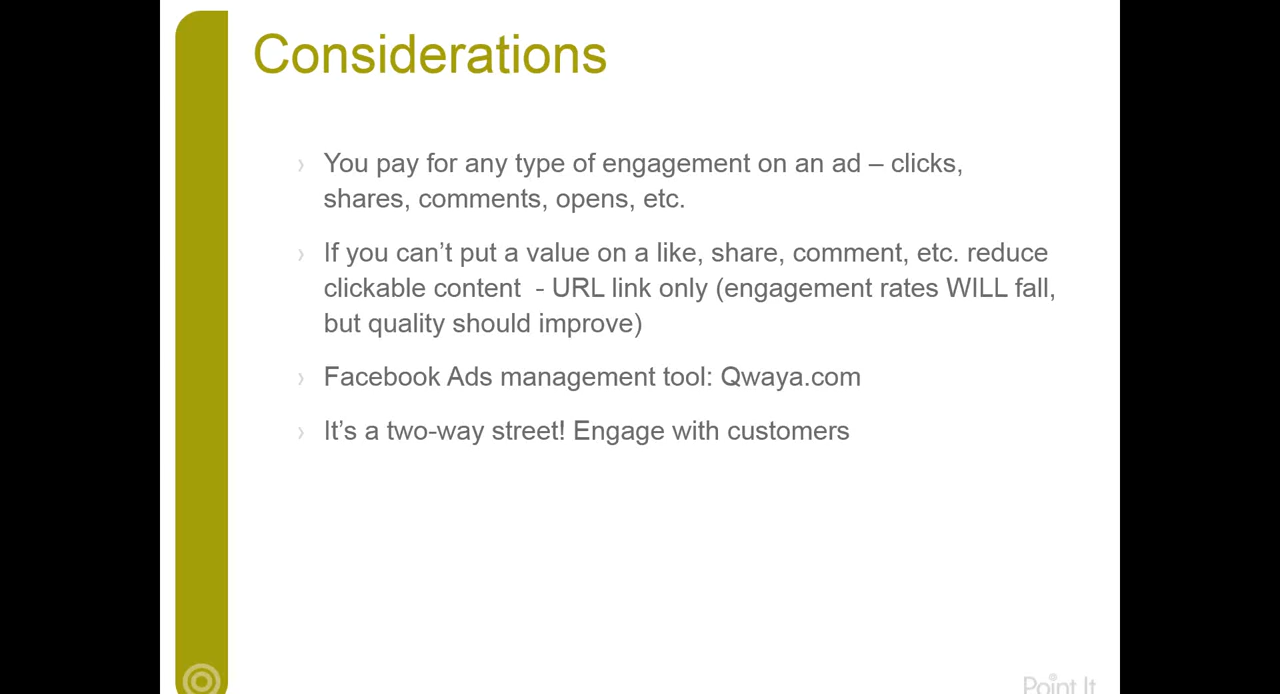 Considerations
› You pay for any type of engagement on an ad – clicks,
shares, comments, opens, etc.
› If you can’t put a value on a like, share, comment, etc. reduce
clickable content  - URL link only (engagement rates WILL fall,
but quality should improve)
› Facebook Ads management tool: Qwaya.com
› It’s a two-way street! Engage with customers
Point It